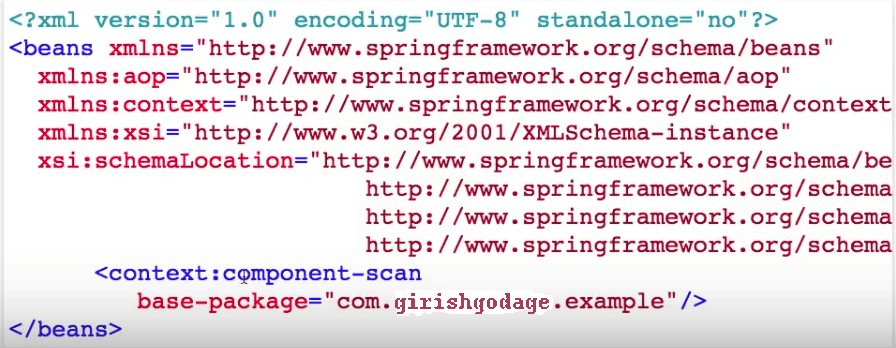 <?xml version="1.0" encoding="UTF-8" standalone="no"?>
<beans xmlns="http://www.springframework.org/schema/beans"
xmlns:aop="http://www.springframework.org/schema/aop"
xmlns:context="http://www.springframework.org/schema/context
xmlns:xsi="http://www.w3.org/2001/XMLSchema-instance"
xsi:schemaLocation="http://www.springframework.org/schema/be
http://www.springframework.org/schema
http://www.springframework.org/schema
http://www.springframework.org/schema
<context:component-scan
base-package="com.girishgodage.example"/>
</beans>